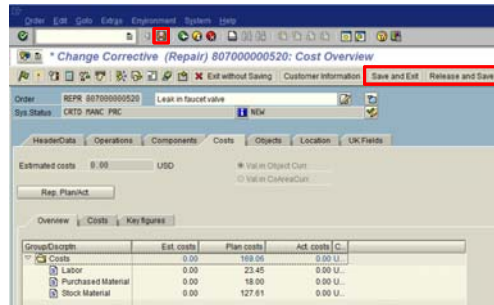 Order Edit Goto Extras Environment System Help
* Change Corrective (Repair) 807000000520: Cost Overview
Exit without Saving Customer Information Save and Exit Release and Save
Order REPR 807000000520 Leak in faucet valve
Sys.Status CRTD MANC PRC NEW
HeaderData Operations Components Costs Objects Location UK Fields
Estimated costs 0.00 USD Val.in Object Curr.
Val.in CoAreaCurr.
Rep. Plan/Act.
Overview Costs Key figures
Group/Descriptn Est. costs Plan costs Act. costs C...
Costs 0.00 169.06 0.00 U...
Labor 0.00 23.45 0.00 U...
Purchased Material 0.00 18.00 0.00 U...
Stock Material 0.00 127.61 0.00 U...